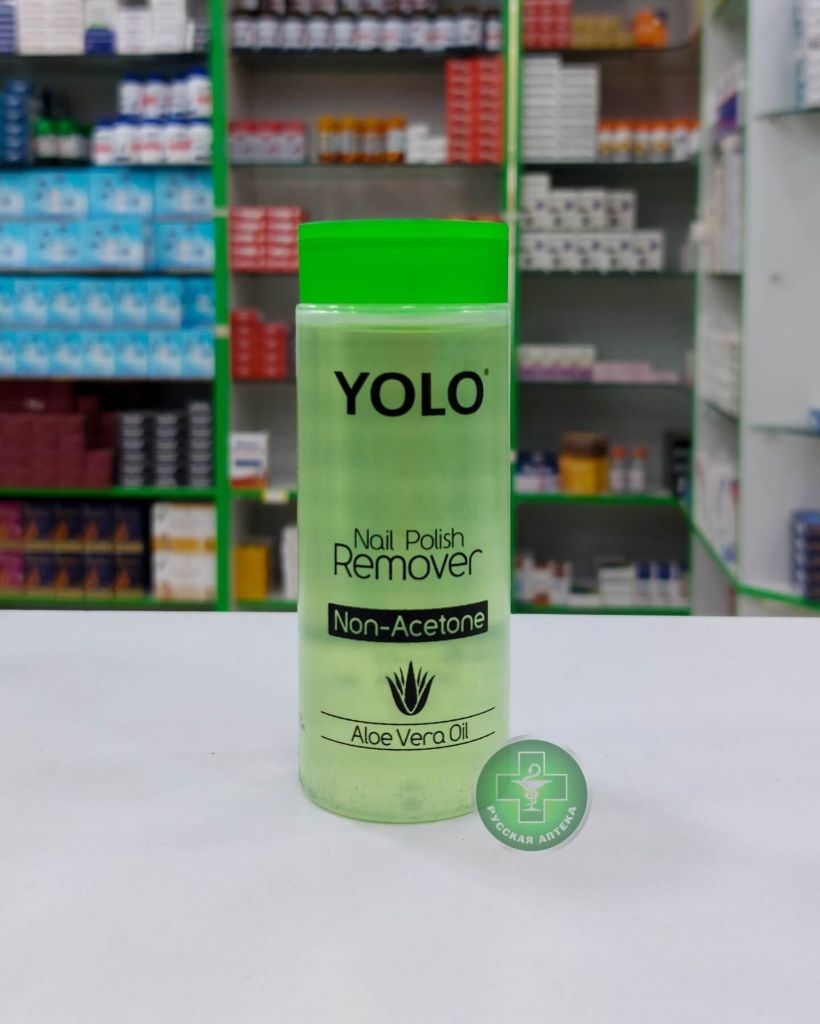 YOLO
Nail Polish
Remover
Non-Acetone
Aloe Vera Oil
РУССКАЯ АПТЕКА